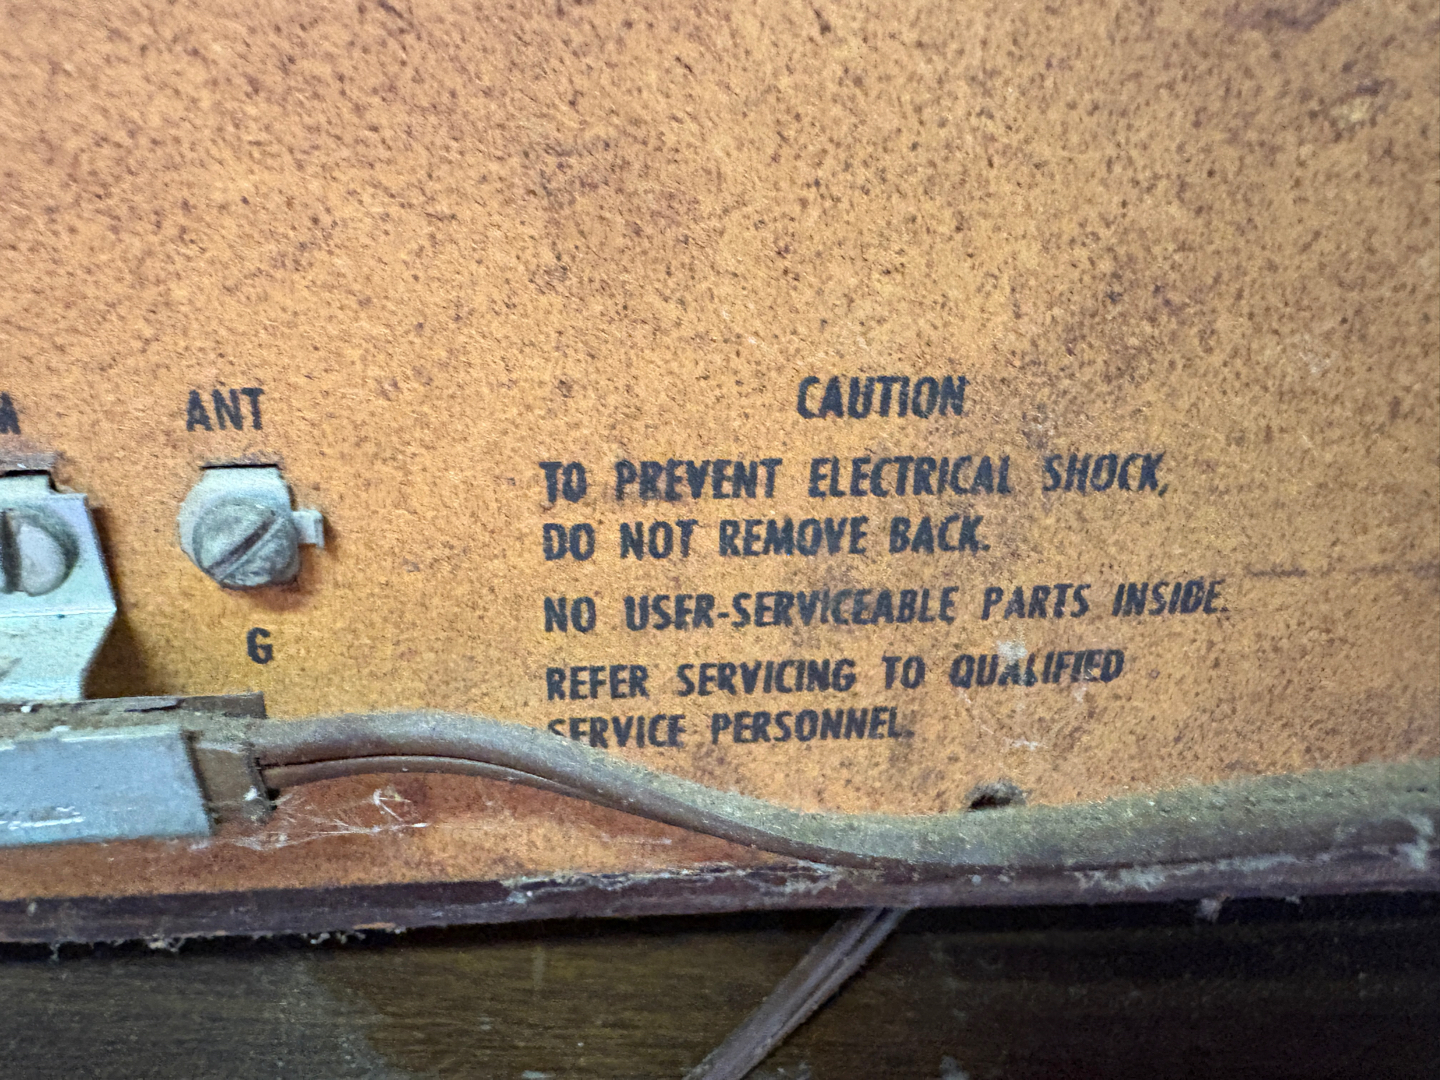 ANT
G
CAUTION
TO PREVENT ELECTRICAL SHOCK,
DO NOT REMOVE BACK.
NO USER-SERVICEABLE PARTS INSIDE.
REFER SERVICING TO QUALIFIED
SERVICE PERSONNEL.